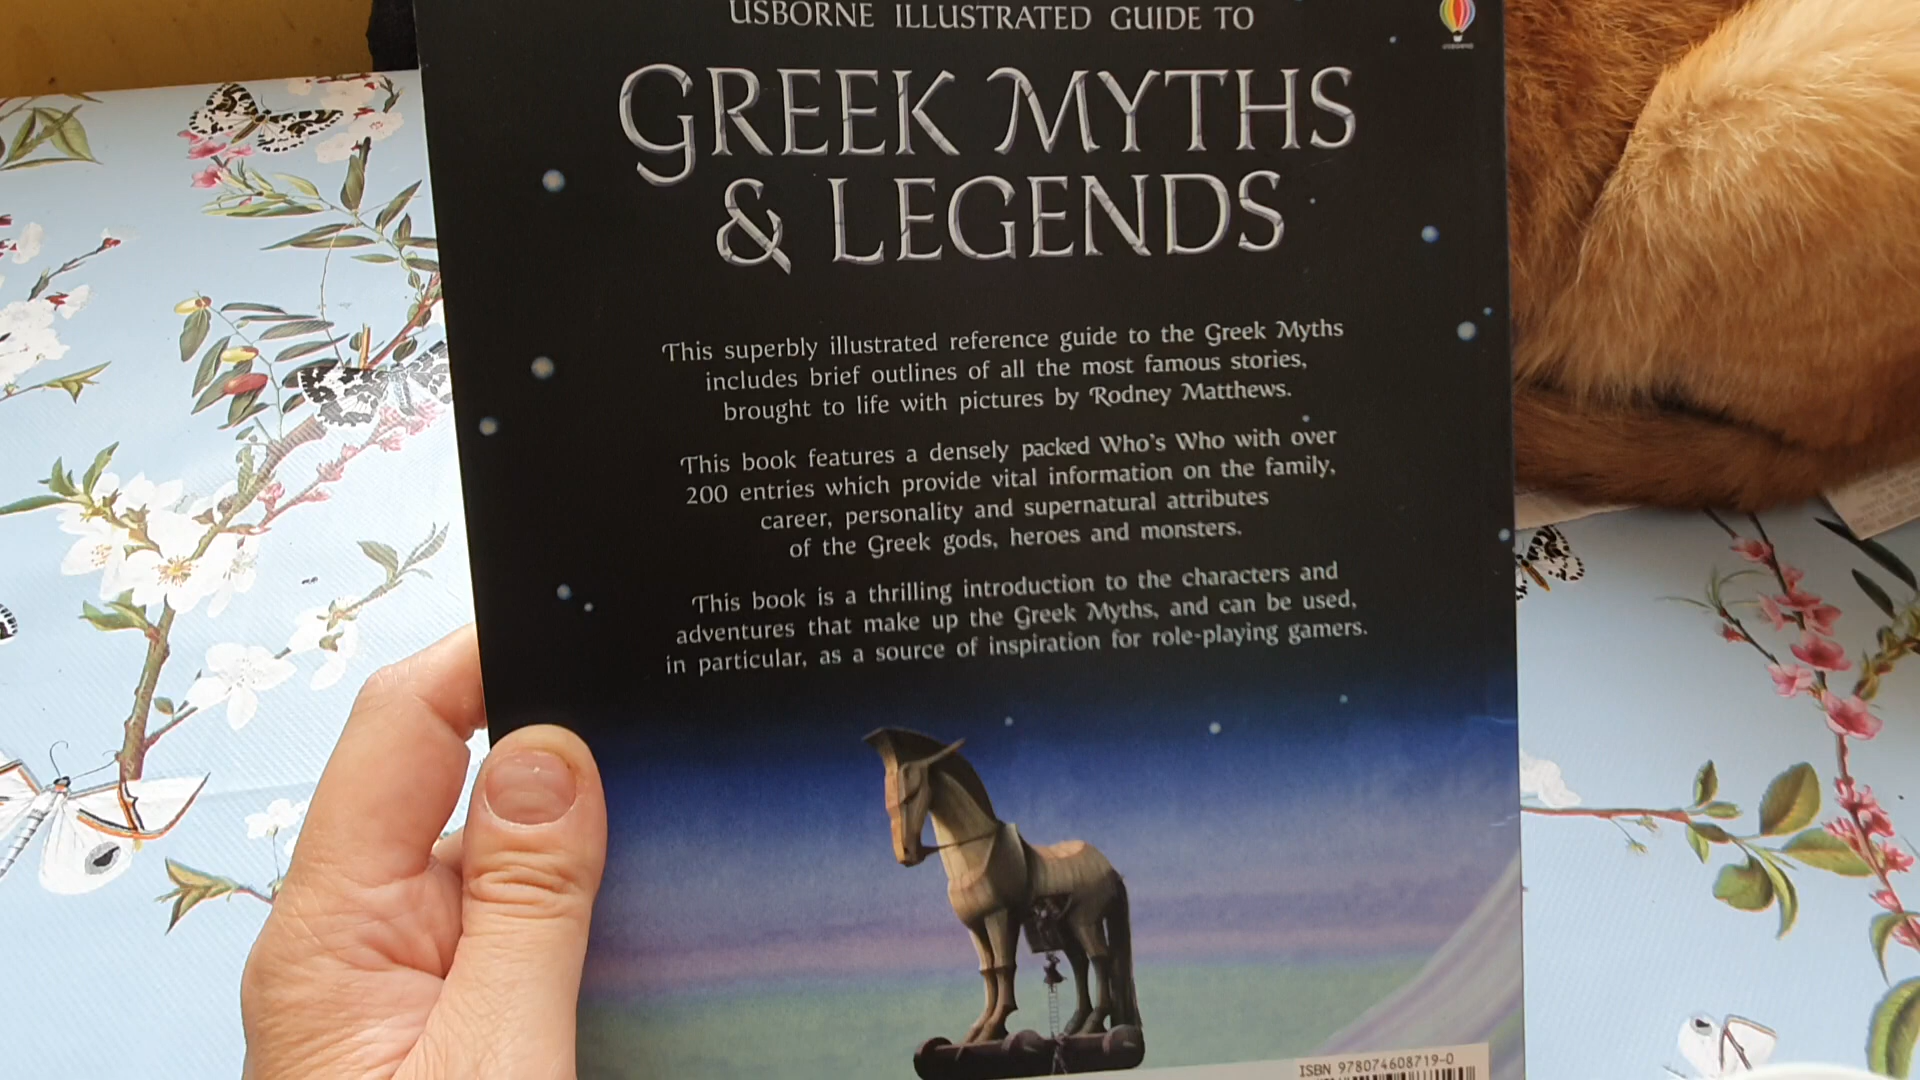 USBORNE ILLUSTRATED GUIDE TO
GREEK MYTHS
& LEGENDS
This superbly illustrated reference guide to the Greek Myths
includes brief outlines of all the most famous stories,
brought to life with pictures by Rodney Matthews.
This book features a densely packed Who's Who with over
200 entries which provide vital information on the family,
career, personality and supernatural attributes
of the Greek gods, heroes and monsters.
This book is a thrilling introduction to the characters and
adventures that make up the Greek Myths, and can be used,
in particular, as a source of inspiration for role-playing gamers.
ISBN 978074608719-0